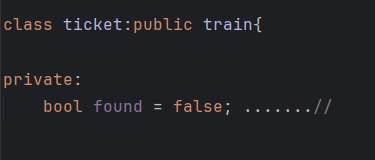 class ticket:public train{
private:
bool found = false; .......//